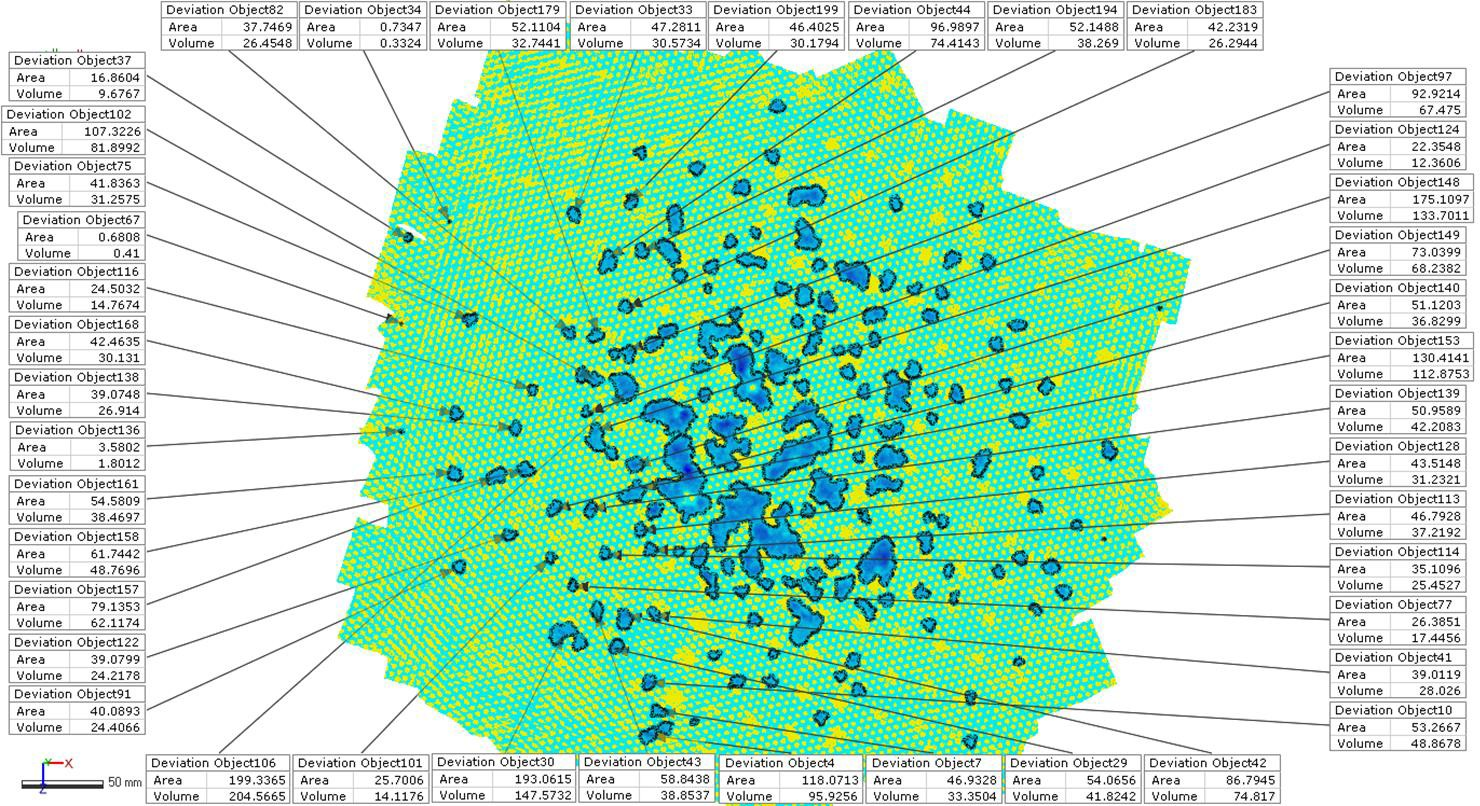 Deviation Object82
Area 37.7469
Volume 26.4548
Deviation Object34
Area 0.7347
Volume 0.3324
Deviation Object179
Area 52.1104
Volume 32.7441
Deviation Object33
Area 47.2811
Volume 30.5734
Deviation Object199
Area 46.4025
Volume 30.1794
Deviation Object44
Area 96.9897
Volume 74.4143
Deviation Object194
Area 52.1488
Volume 38.269
Deviation Object183
Area 42.2319
Volume 26.2944
Deviation Object37
Area 16.8604
Volume 9.6767
Deviation Object102
Area 107.3226
Volume 81.8992
Deviation Object75
Area 41.8363
Volume 31.2575
Deviation Object67
Area 0.6808
Volume 0.41
Deviation Object116
Area 24.5032
Volume 14.7674
Deviation Object168
Area 42.4635
Volume 30.131
Deviation Object138
Area 39.0748
Volume 26.914
Deviation Object136
Area 3.5802
Volume 1.8012
Deviation Object161
Area 54.5809
Volume 38.4697
Deviation Object158
Area 61.7442
Volume 48.7696
Deviation Object157
Area 79.1353
Volume 62.1174
Deviation Object122
Area 39.0799
Volume 24.2178
Deviation Object91
Area 40.0893
Volume 24.4066
Deviation Object97
Area 92.9214
Volume 67.475
Deviation Object124
Area 22.3548
Volume 12.3606
Deviation Object148
Area 175.1097
Volume 133.7011
Deviation Object149
Area 73.0399
Volume 68.2382
Deviation Object140
Area 51.1203
Volume 36.8299
Deviation Object153
Area 130.4141
Volume 112.8753
Deviation Object139
Area 50.9589
Volume 42.2083
Deviation Object128
Area 43.5148
Volume 31.2321
Deviation Object113
Area 46.7928
Volume 37.2192
Deviation Object114
Area 35.1096
Volume 25.4527
Deviation Object77
Area 26.3851
Volume 17.4456
Deviation Object41
Area 39.0119
Volume 28.026
Deviation Object10
Area 53.2667
Volume 48.8678
Y X
Z
50 mm
Deviation Object106
Area 199.3365
Volume 204.5665
Deviation Object101
Area 25.7006
Volume 14.1176
Deviation Object30
Area 193.0615
Volume 147.5732
Deviation Object43
Area 58.8438
Volume 38.8537
Deviation Object4
Area 118.0713
Volume 95.9256
Deviation Object7
Area 46.9328
Volume 33.3504
Deviation Object29
Area 54.0656
Volume 41.8242
Deviation Object42
Area 86.7945
Volume 74.817